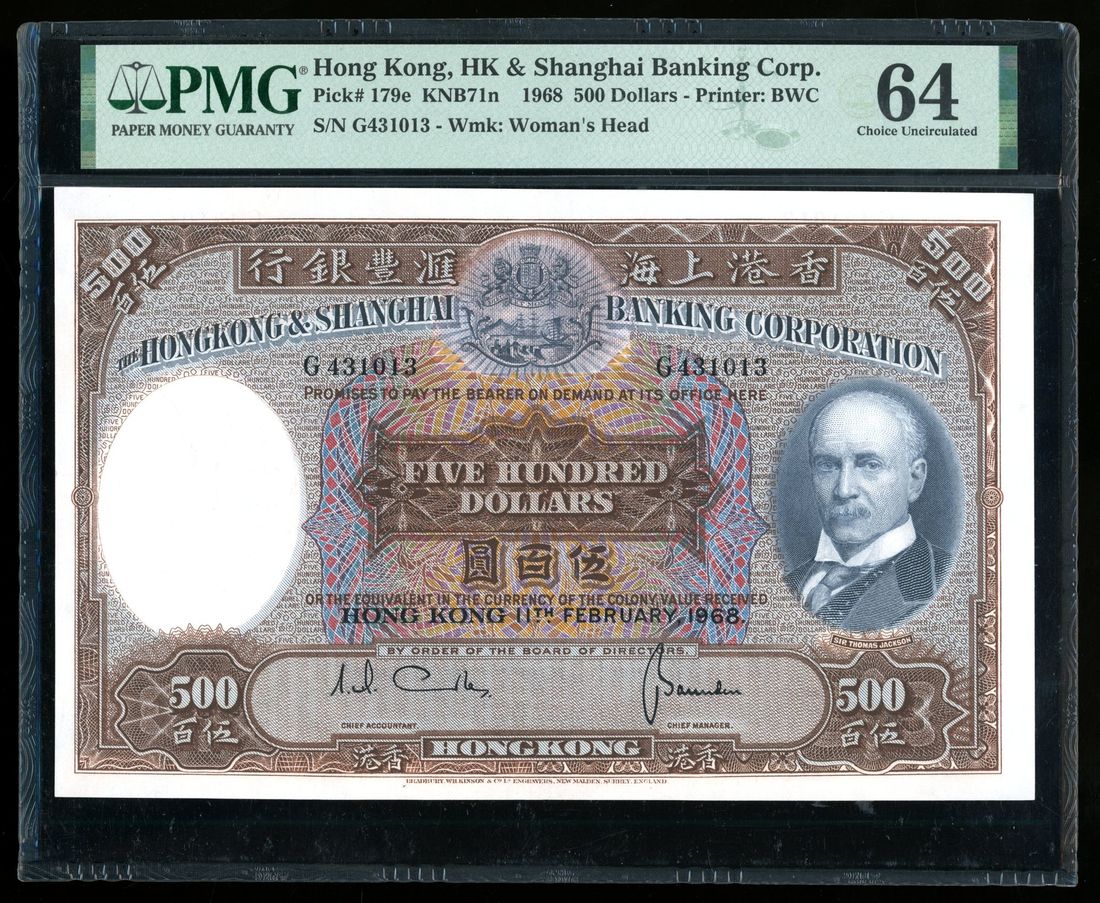 PMG®
PAPER MONEY GUARANTY
Hong Kong, HK & Shanghai Banking Corp.
Pick# 179e KNB71n 1968 500 Dollars - Printer: BWC
S/N G431013 - Wmk: Woman's Head
64
Choice Uncirculated
500
百伍
行銀豐滙
海上港香
500
百伍
THE HONGKONG & SHANGHAI BANKING CORPORATION
G431013 G431013
PROMISES TO PAY THE BEARER ON DEMAND AT ITS OFFICE HERE
FIVE HUNDRED
DOLLARS
圓百伍
OR THE EQUIVALENT IN THE CURRENCY OF THE COLONY VALUE RECEIVED
HONG KONG 11TH FEBRUARY, 1968.
SIR THOMAS JACKSON
BY ORDER OF THE BOARD OF DIRECTORS.
500
百伍
CHIEF ACCOUNTANT.
CHIEF MANAGER.
500
百伍
港香
HONGKONG
港香
BRADBURY, WILKINSON & Co Ld ENGRAVERS, NEW MALDEN, SURREY, ENGLAND